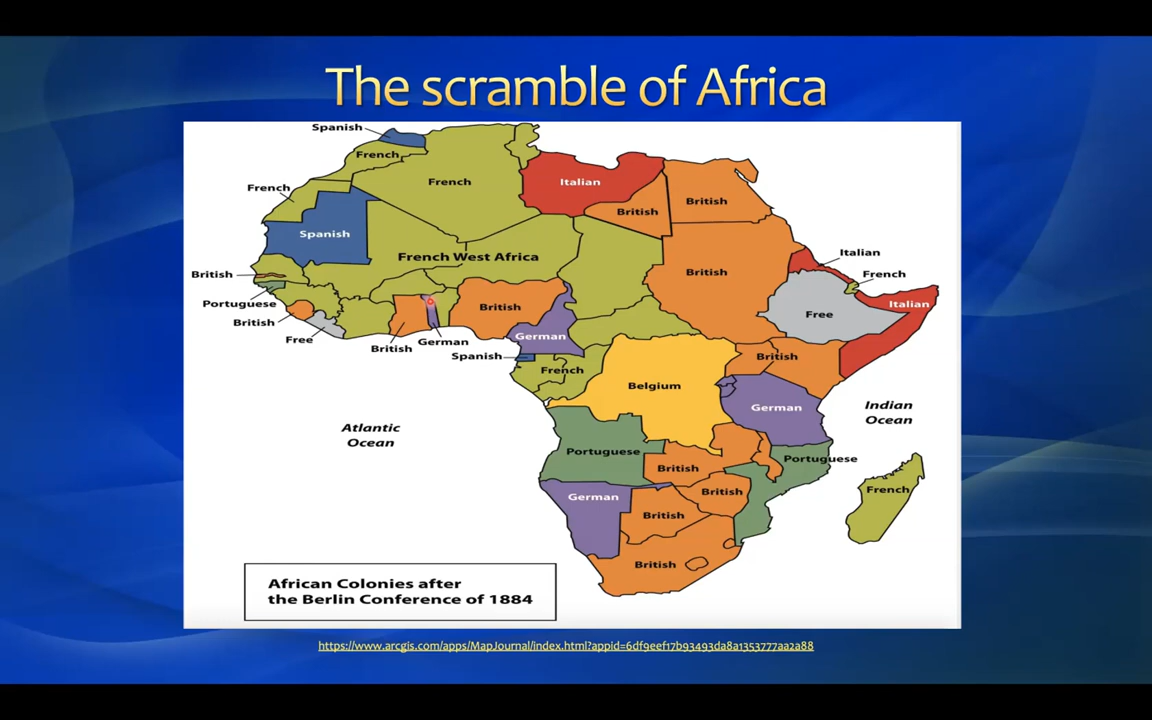 The scramble of Africa
Spanish
French
French
French
Spanish
French West Africa
Italian
British
British
British
Italian
French
Italian
Free
British
Portuguese
British
Free
British
German
British
German
Spanish
French
Belgium
British
German
Indian
Ocean
Atlantic
Ocean
Portuguese
British
Portuguese
French
German
British
British
British
African Colonies after
the Berlin Conference of 1884
https://www.arcgis.com/apps/MapJournal/index.html?appid=6df9eef17b93493da8a1353777aa2a88